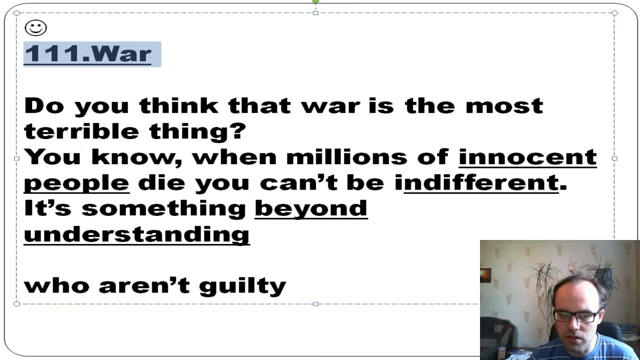 111.War
Do you think that war is the most
terrible thing?
You know, when millions of innocent
people die you can't be indifferent.
It's something beyond
understanding
who aren't guilty